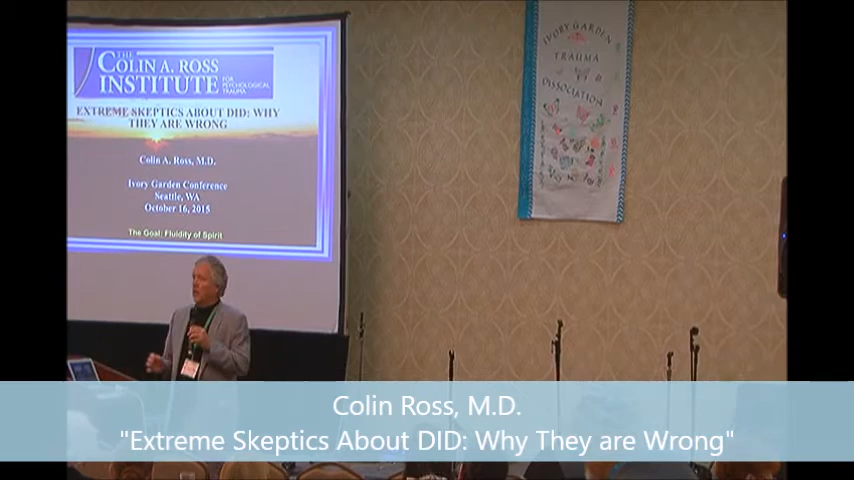 THE
COLIN A. ROSS
INSTITUTE
FOR
PSYCHOLOGICAL
TRAUMA
EXTREME SKEPTICS ABOUT DID: WHY
THEY ARE WRONG
Colin A. Ross, M.D.
Ivory Garden Conference
Seattle, WA
October 16, 2015
The Goal: Fluidity of Spirit
IVORY GARDEN
TRAUMA
DISSOCIATION
Colin Ross, M.D.
"Extreme Skeptics About DID: Why They are Wrong"